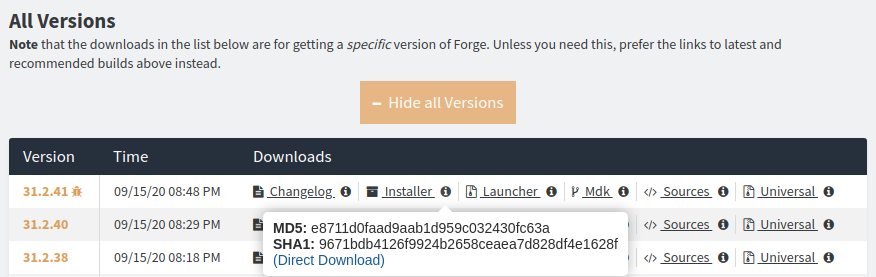 All Versions
Note that the downloads in the list below are for getting a specific version of Forge. Unless you need this, prefer the links to latest and
recommended builds above instead.
Hide all Versions
Version Time Downloads
31.2.41 09/15/20 08:48 PM Changelog Installer Launcher Mdk Sources Universal
31.2.40 09/15/20 08:29 PM Sources Universal
31.2.38 09/15/20 08:18 PM Sources Universal
MD5: e8711d0faad9aab1d959c032430fc63a
SHA1: 9671bdb4126f9924b2658ceaea7d828df4e1628f
(Direct Download)